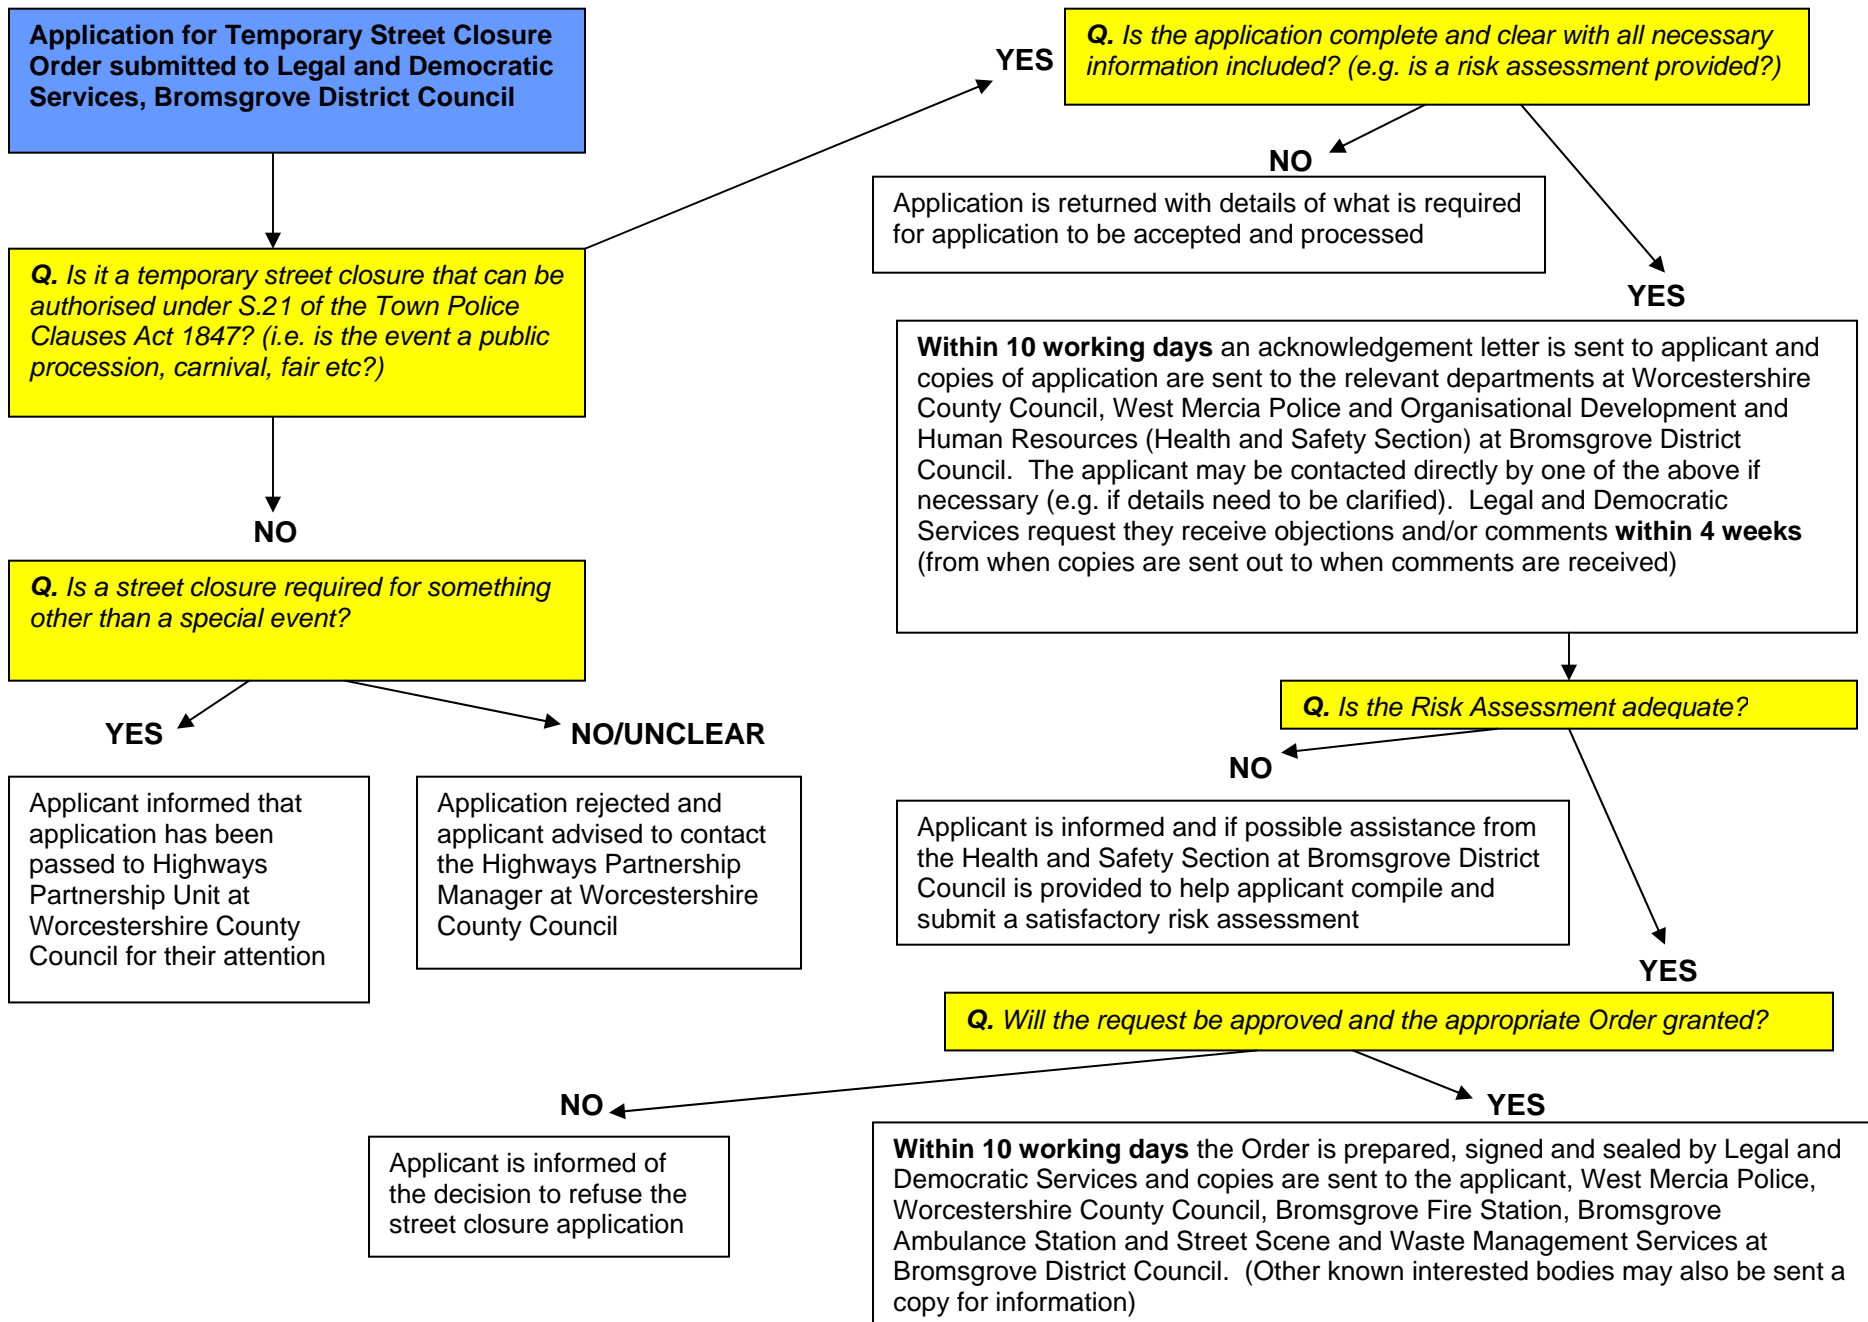 Application for Temporary Street Closure
Order submitted to Legal and Democratic
Services, Bromsgrove District Council
Q. Is it a temporary street closure that can be
authorised under S.21 of the Town Police
Clauses Act 1847? (i.e. is the event a public
procession, carnival, fair etc?)
NO
Q. Is a street closure required for something
other than a special event?
YES
NO/UNCLEAR
Applicant informed that
application has been
passed to Highways
Partnership Unit at
Worcestershire County
Council for their attention
Application rejected and
applicant advised to contact
the Highways Partnership
Manager at Worcestershire
County Council
YES
Q. Is the application complete and clear with all necessary
information included? (e.g. is a risk assessment provided?)
NO
Application is returned with details of what is required
for application to be accepted and processed
YES
Within 10 working days an acknowledgement letter is sent to applicant and
copies of application are sent to the relevant departments at Worcestershire
County Council, West Mercia Police and Organisational Development and
Human Resources (Health and Safety Section) at Bromsgrove District
Council.  The applicant may be contacted directly by one of the above if
necessary (e.g. if details need to be clarified).  Legal and Democratic
Services request they receive objections and/or comments within 4 weeks
(from when copies are sent out to when comments are received)
Q. Is the Risk Assessment adequate?
NO
Applicant is informed and if possible assistance from
the Health and Safety Section at Bromsgrove District
Council is provided to help applicant compile and
submit a satisfactory risk assessment
YES
Q. Will the request be approved and the appropriate Order granted?
NO
Applicant is informed of
the decision to refuse the
street closure application
YES
Within 10 working days the Order is prepared, signed and sealed by Legal and
Democratic Services and copies are sent to the applicant, West Mercia Police,
Worcestershire County Council, Bromsgrove Fire Station, Bromsgrove
Ambulance Station and Street Scene and Waste Management Services at
Bromsgrove District Council.  (Other known interested bodies may also be sent a
copy for information)